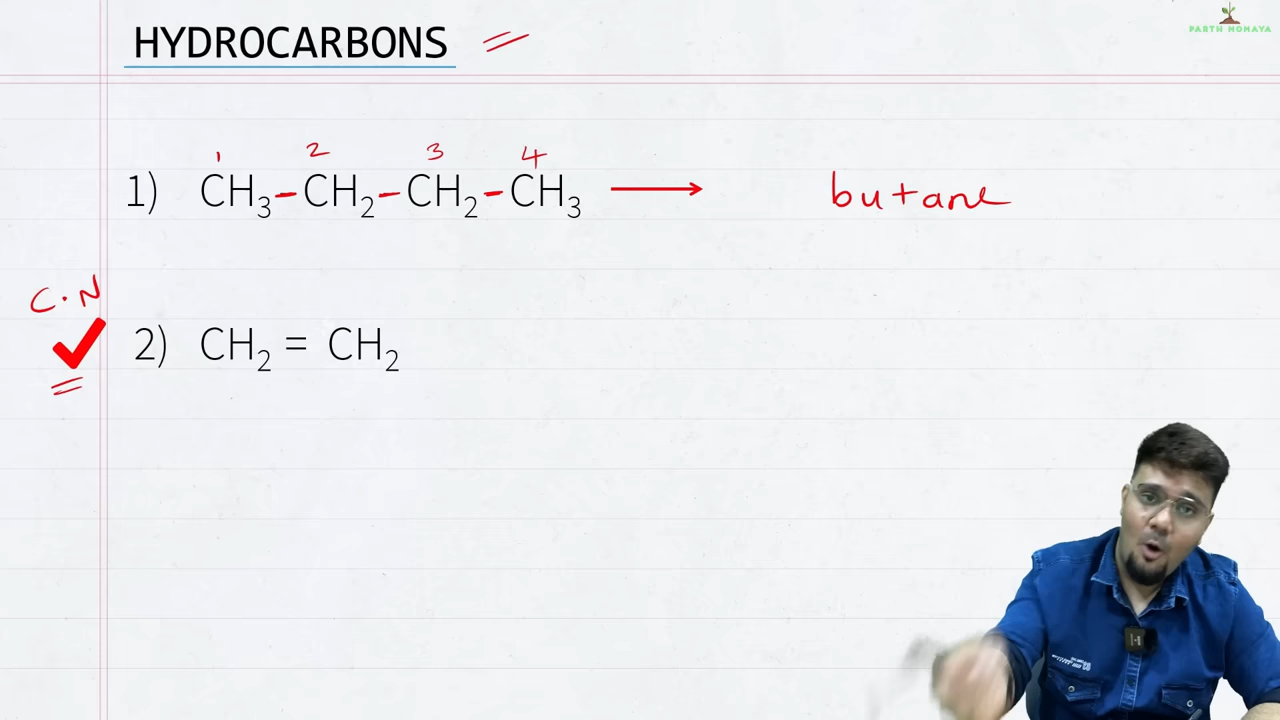 HYDROCARBONS
PARTH MOMAYA
1 2 3 4
1) CH₃-CH₂-CH₂-CH₃ → butane
C.N
2) CH₂ = CH₂